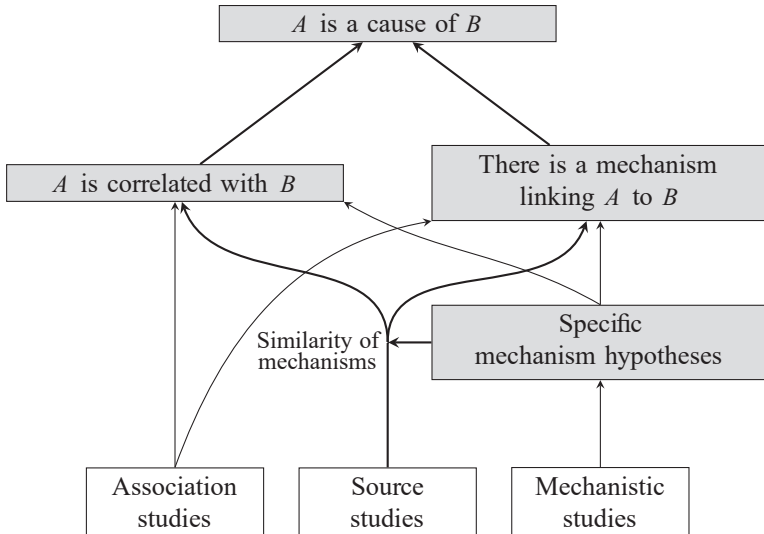 A is a cause of B
A is correlated with B
There is a mechanism
linking A to B
Similarity of
mechanisms
Specific
mechanism hypotheses
Association
studies
Source
studies
Mechanistic
studies